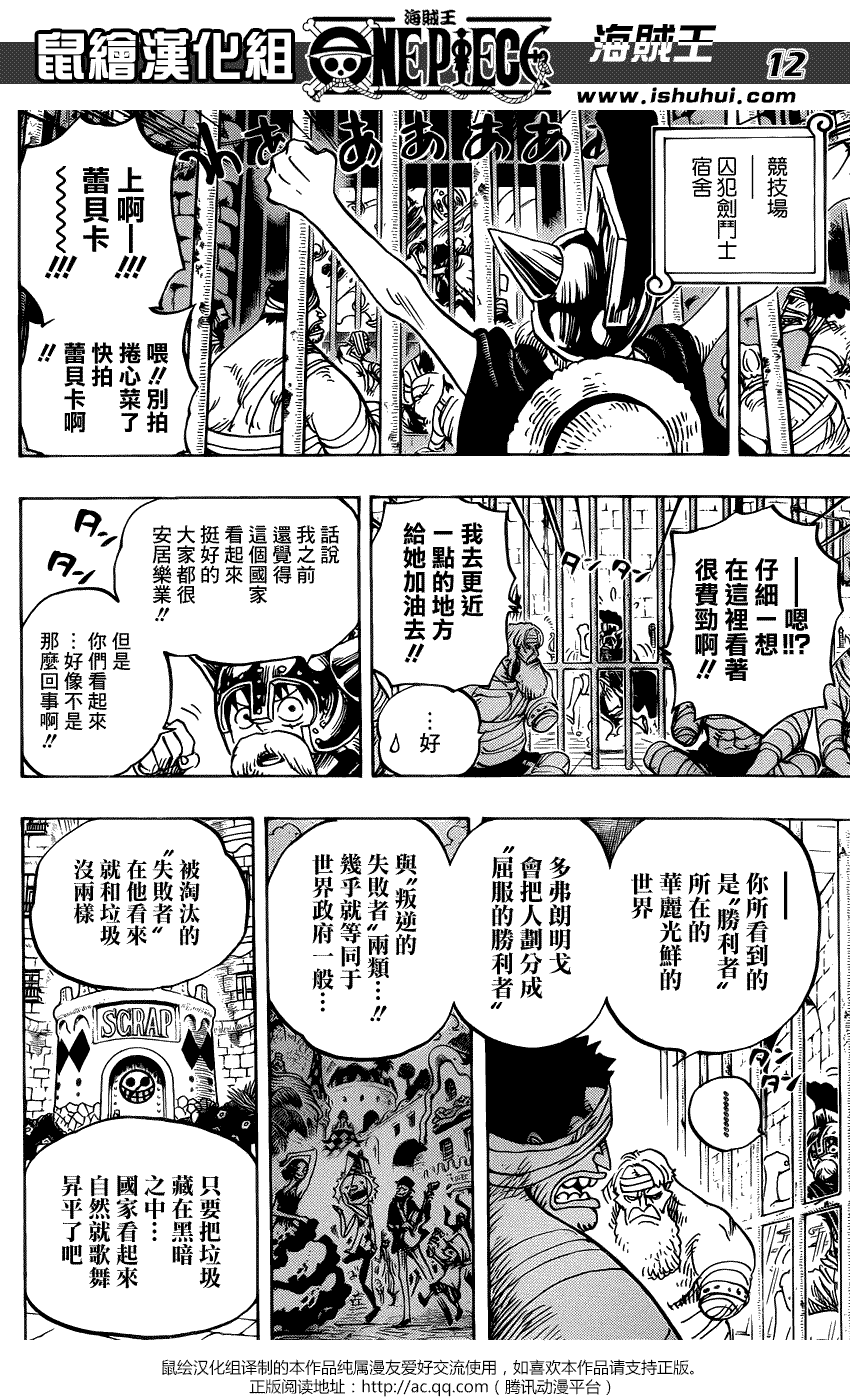 鼠繪漢化組
海賊王
ONE PIECE
海賊王
12
www.ishuhui.com
──競技場
囚犯劍鬥士
宿舍
わあああああ
上啊─!!!
蕾貝卡
~~~!!!
喂!!別拍
捲心菜了
快拍
蕾貝卡啊
!!
──嗯!!?
仔細一想
在這裡看著
很費勁啊!!
タンタン
我去更近
一點的地方
給她加油去!!
…好
話說
我之前
還覺得
這個國家
看起來
挺好的
大家都很
安居樂業!!
タン
タン
但是
你們看起來
…好像不是
那麼回事啊!!
──
你所看到的
是〝勝利者〞
所在的
華麗光鮮的
世界
タンタン
…………
多弗朗明戈
會把人劃分成
〝屈服的勝利者〞
與〝叛逆的
失敗者〞兩類…!!
幾乎就等同于
世界政府一般…
被淘汰的
〝失敗者〞
在他看來
就和垃圾
沒兩樣
SCRAP
只要把垃圾
藏在黑暗
之中…
國家看起來
自然就歌舞
昇平了吧
鼠绘汉化组译制的本作品纯属漫友爱好交流使用，如喜欢本作品请支持正版。
正版阅读地址：http://ac.qq.com（腾讯动漫平台）